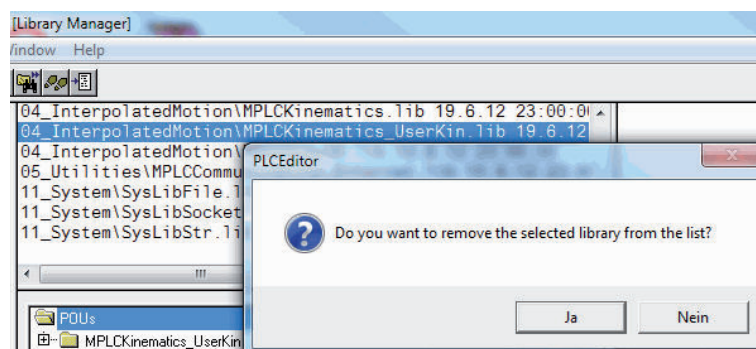 [Library Manager]
Window Help
04_InterpolatedMotion\MPLCKinematics.lib 19.6.12 23:00:0
04_InterpolatedMotion\MPLCKinematics_UserKin.lib 19.6.12
04_InterpolatedMotion\
PLCEditor
05_Utilities\MPLCCommu
11_System\SysLibFile.l
11_System\SysLibSocket
11_System\SysLibStr.li
Do you want to remove the selected library from the list?
Ja Nein
POUs
MPLCKinematics_UserKin